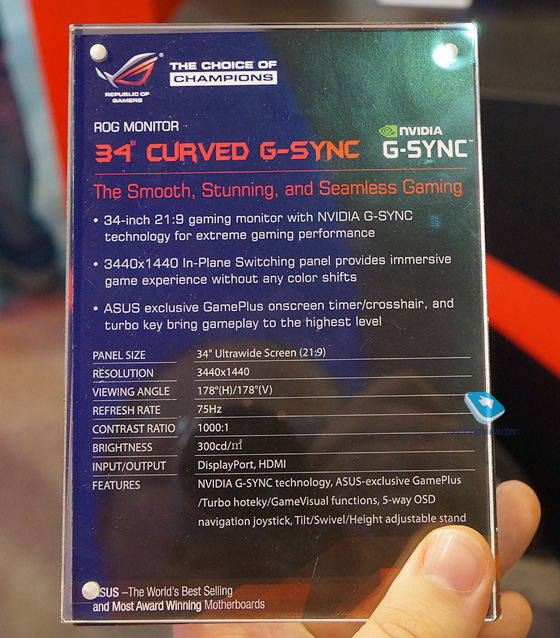 REPUBLIC OF
GAMERS
THE CHOICE OF
CHAMPIONS
ROG MONITOR
34" CURVED G-SYNC
NVIDIA
G-SYNC™
The Smooth, Stunning, and Seamless Gaming
• 34-inch 21:9 gaming monitor with NVIDIA G-SYNC
technology for extreme gaming performance
• 3440x1440 In-Plane Switching panel provides immersive
game experience without any color shifts
• ASUS exclusive GamePlus onscreen timer/crosshair, and
turbo key bring gameplay to the highest level
PANEL SIZE 34" Ultrawide Screen (21:9)
RESOLUTION 3440x1440
VIEWING ANGLE 178°(H)/178°(V)
REFRESH RATE 75Hz
CONTRAST RATIO 1000:1
BRIGHTNESS 300cd/㎡
INPUT/OUTPUT DisplayPort, HDMI
FEATURES NVIDIA G-SYNC technology, ASUS-exclusive GamePlus
/Turbo hoteky/GameVisual functions, 5-way OSD
navigation joystick, Tilt/Swivel/Height adjustable stand
ASUS –The World's Best Selling
and Most Award Winning Motherboards